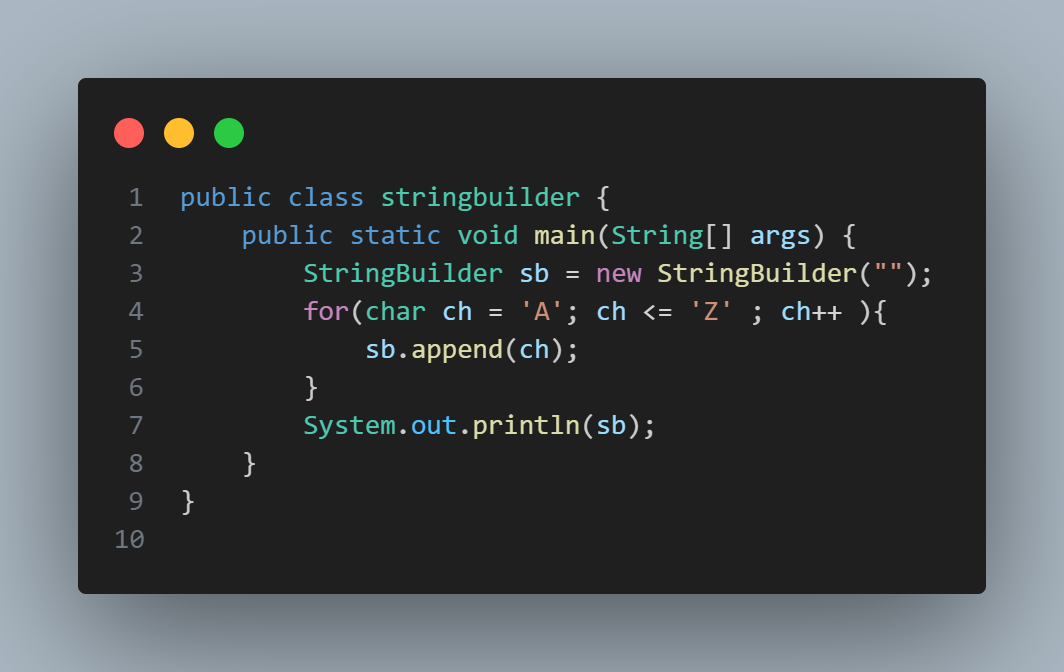 1 public class stringbuilder {
2     public static void main(String[] args) {
3         StringBuilder sb = new StringBuilder("");
4         for(char ch = 'A'; ch <= 'Z' ; ch++ ){
5             sb.append(ch);
6         }
7         System.out.println(sb);
8     }
9 }
10